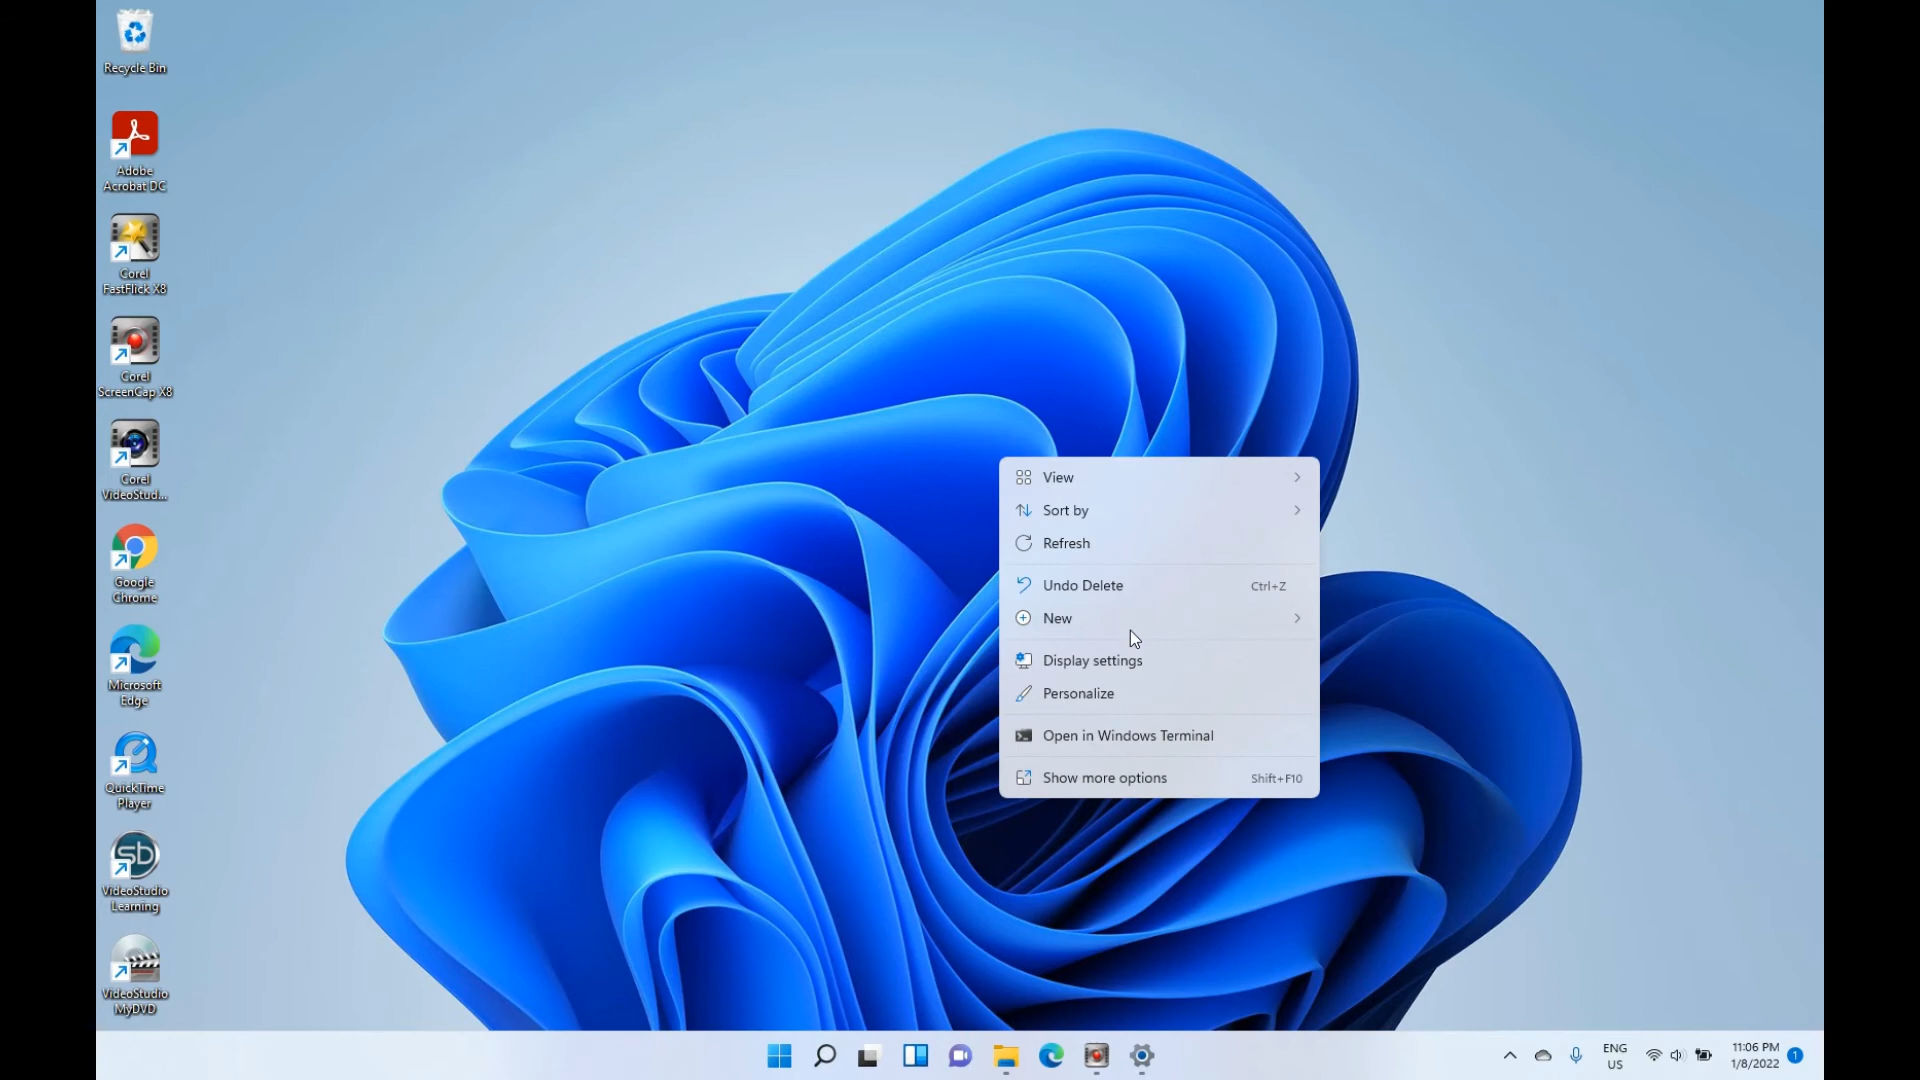 Recycle Bin
Adobe
Acrobat DC
Corel
FastFlick X8
Corel
ScreenCap X8
Corel
VideoStud...
Google
Chrome
Microsoft
Edge
QuickTime
Player
sb
VideoStudio
Learning
VideoStudio
MyDVD
View
Sort by
Refresh
Undo Delete Ctrl+Z
New
Display settings
Personalize
Open in Windows Terminal
Show more options Shift+F10
ENG
US
11:06 PM
1/8/2022
1